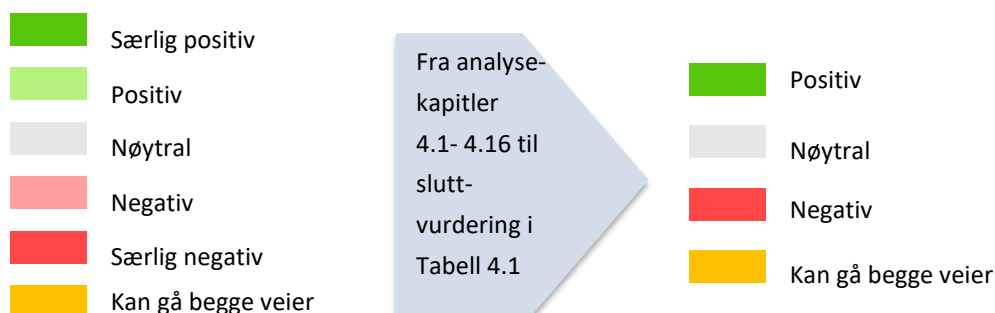 Særlig positiv
Positiv
Nøytral
Negativ
Særlig negativ
Kan gå begge veier
Fra analyse-
kapitler
4.1- 4.16 til
slutt-
vurdering i
Tabell 4.1
Positiv
Nøytral
Negativ
Kan gå begge veier